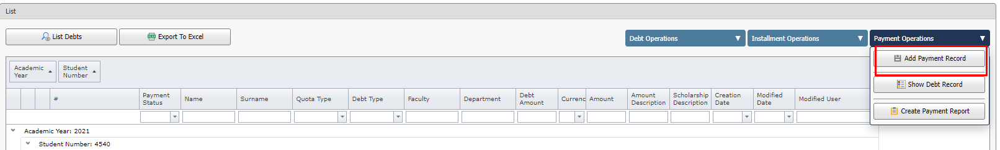 List
List Debts
Export To Excel
Debt Operations
Installment Operations
Payment Operations
Add Payment Record
Show Debt Record
Create Payment Report
Academic
Year
Student
Number
#
Payment
Status
Name
Surname
Quota Type
Debt Type
Faculty
Department
Debt
Amount
Currenc
Amount
Amount
Description
Scholarship
Description
Creation
Date
Modified
Date
Modified User
Academic Year: 2021
Student Number: 4540